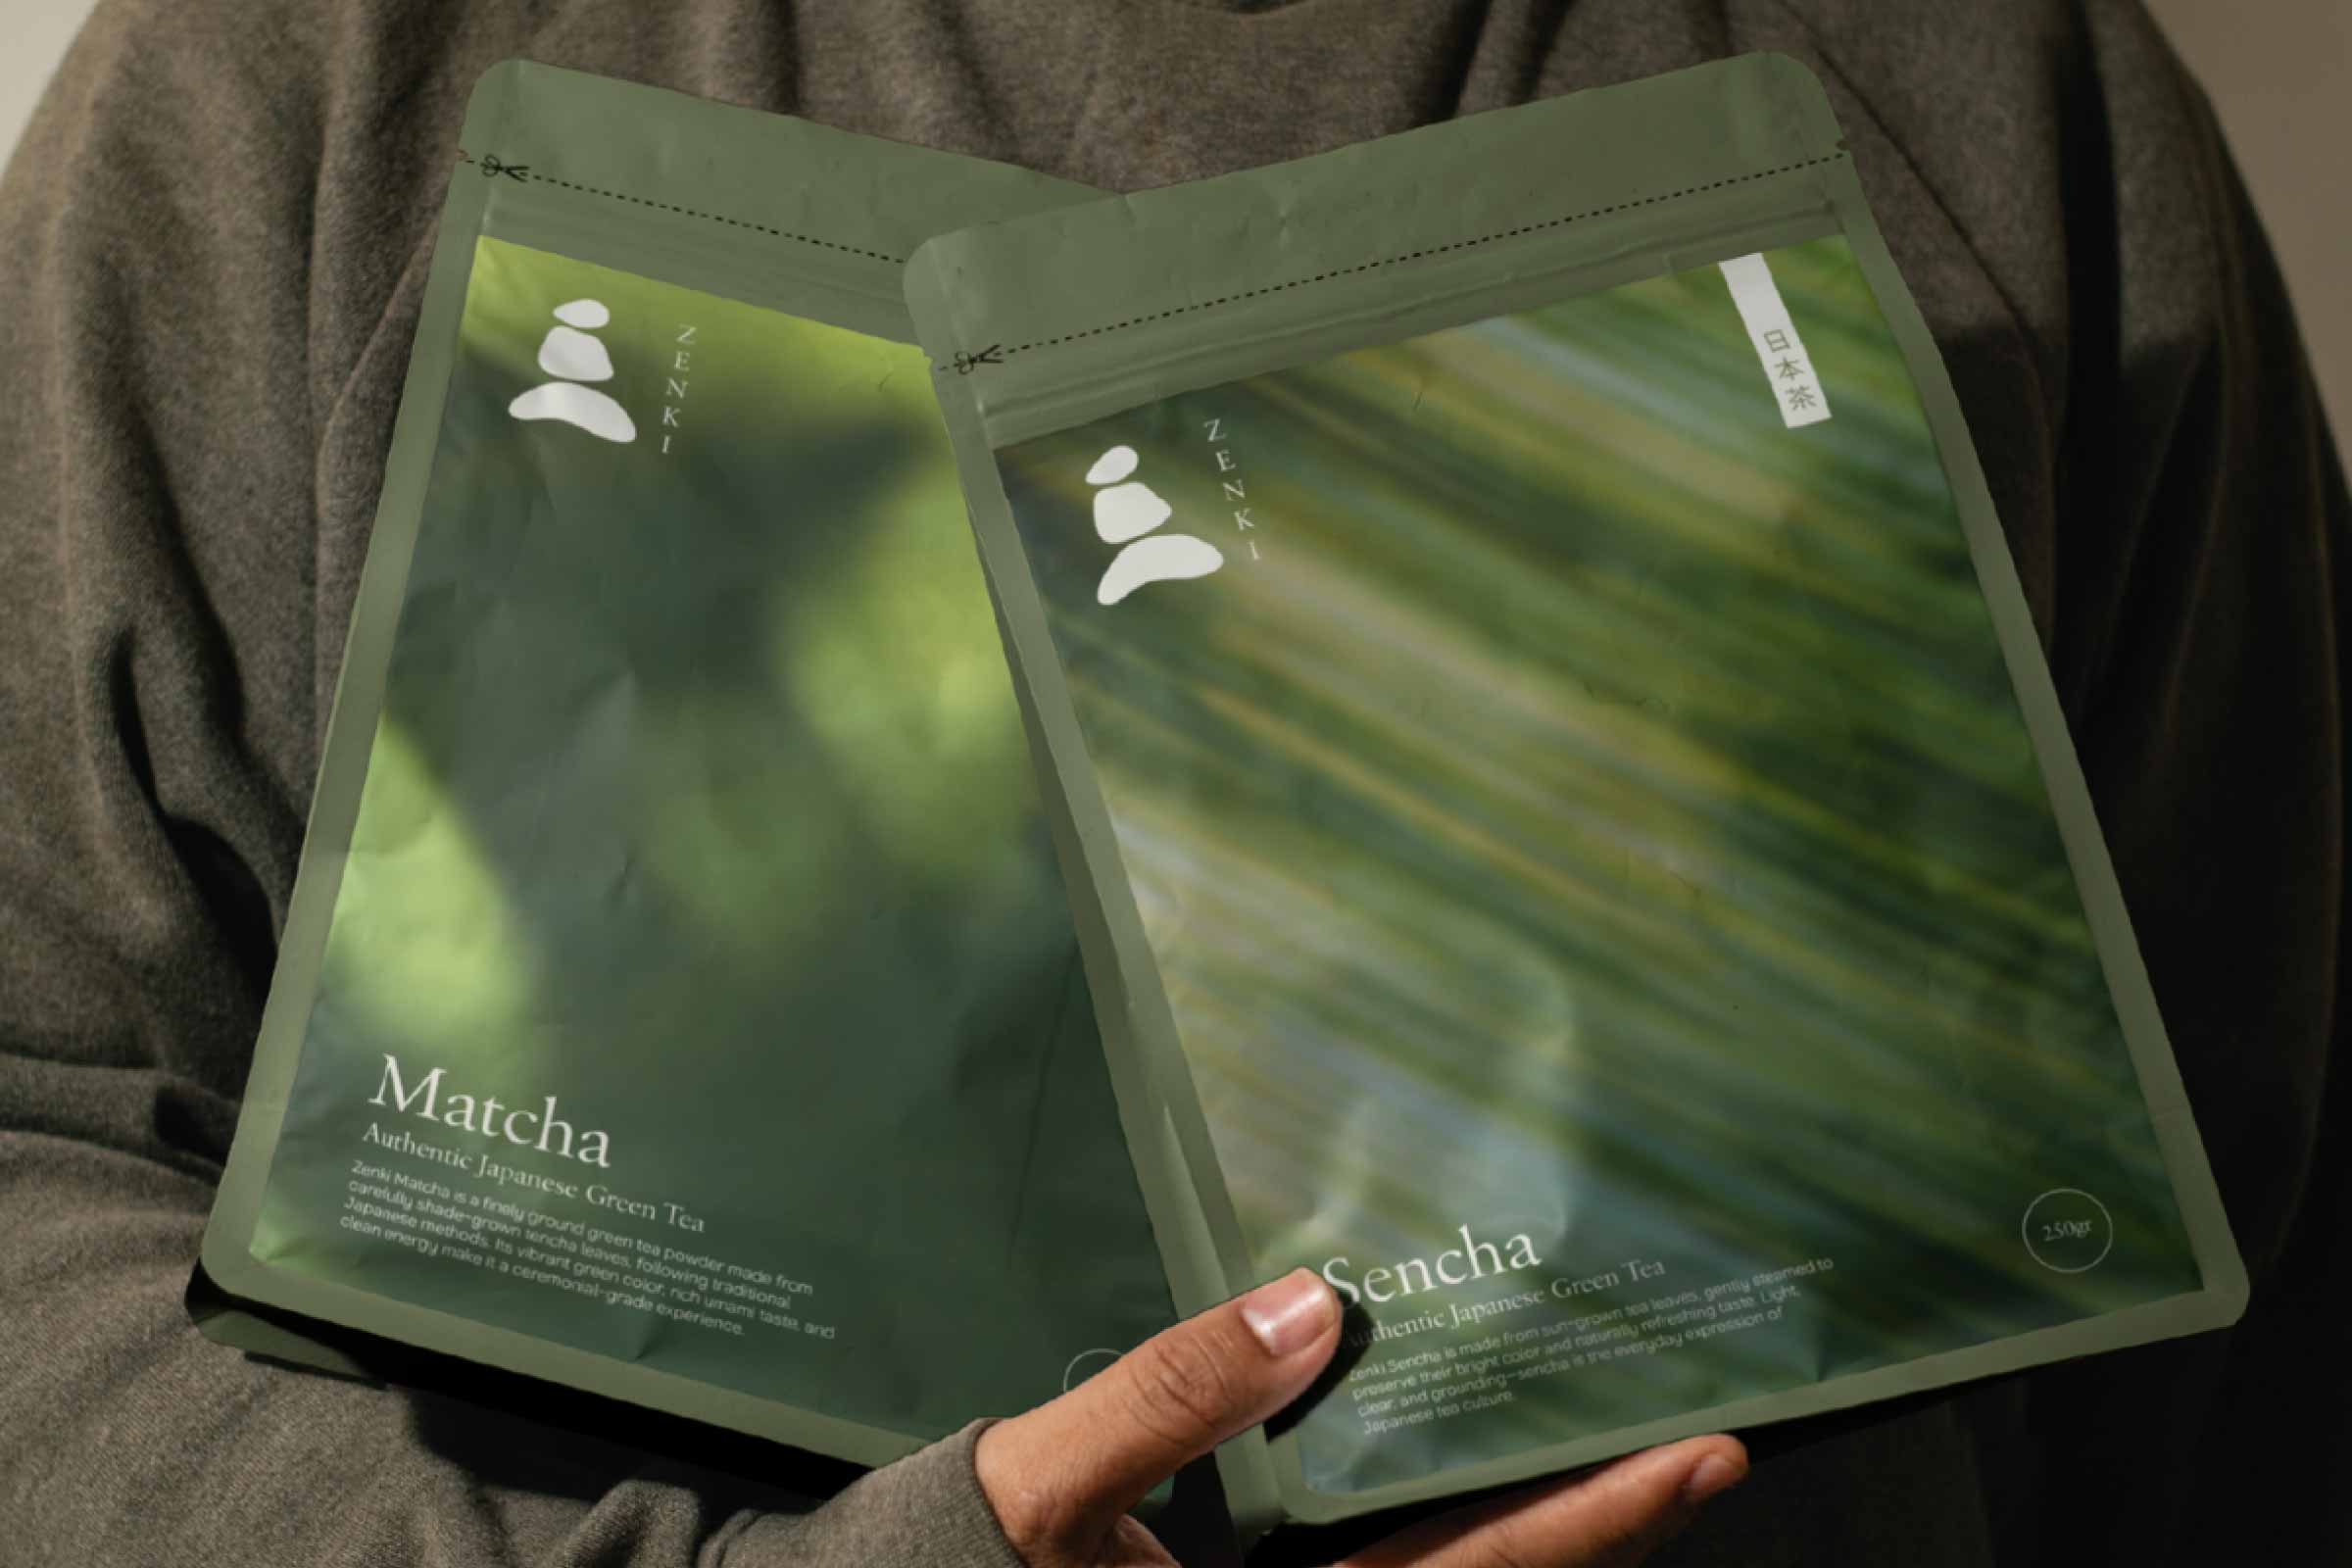 ZENKI
Matcha
Authentic Japanese Green Tea
Zenki Matcha is a finely ground green tea powder made from
carefully shade-grown tencha leaves, following traditional
Japanese methods. Its vibrant green color, rich umami taste, and
clean energy make it a ceremonial-grade experience.
ZENKI
日本茶
Sencha
Authentic Japanese Green Tea
Zenki Sencha is made from sun-grown tea leaves, gently steamed to
preserve their bright color and naturally refreshing taste. Light,
clear, and grounding—sencha is the everyday expression of
Japanese tea culture.
250gr